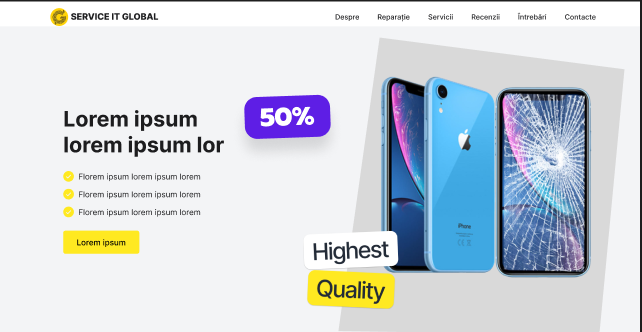 SERVICE IT GLOBAL
Despre Reparație Servicii Recenzii Întrebări Contacte
Lorem ipsum
lorem ipsum lor
50%
Florem ipsum lorem ipsum lorem
Florem ipsum lorem ipsum lorem
Florem ipsum lorem ipsum lorem
Lorem ipsum
Highest
Quality
iPhone